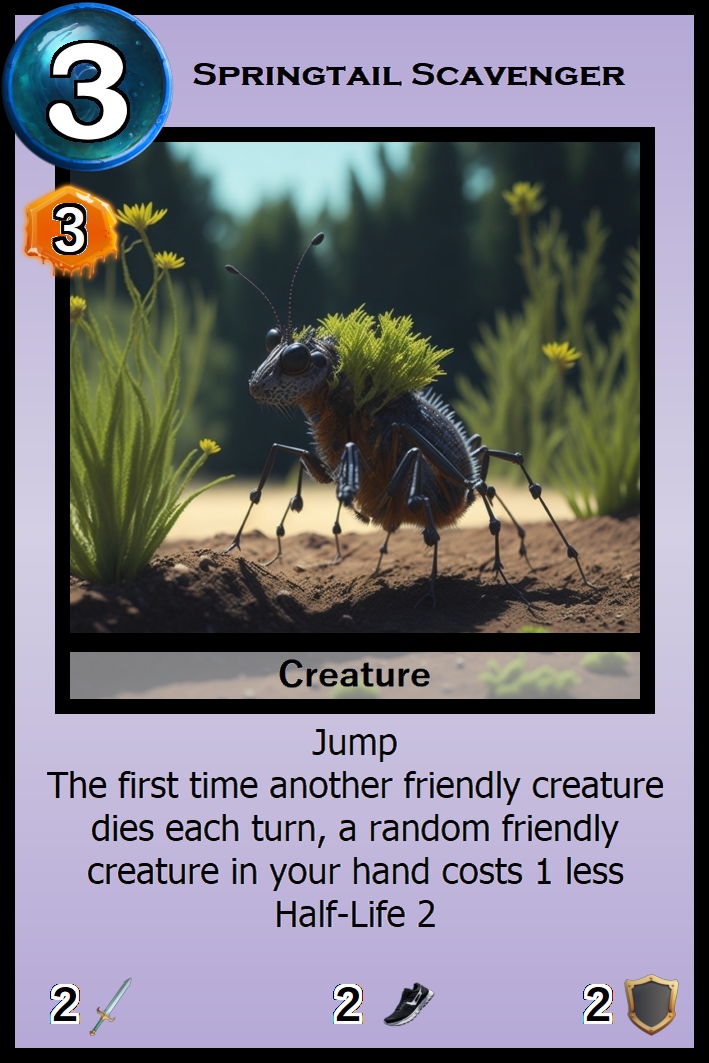 3
Springtail Scavenger
3
Creature
Jump
The first time another friendly creature
dies each turn, a random friendly
creature in your hand costs 1 less
Half-Life 2
2 2 2